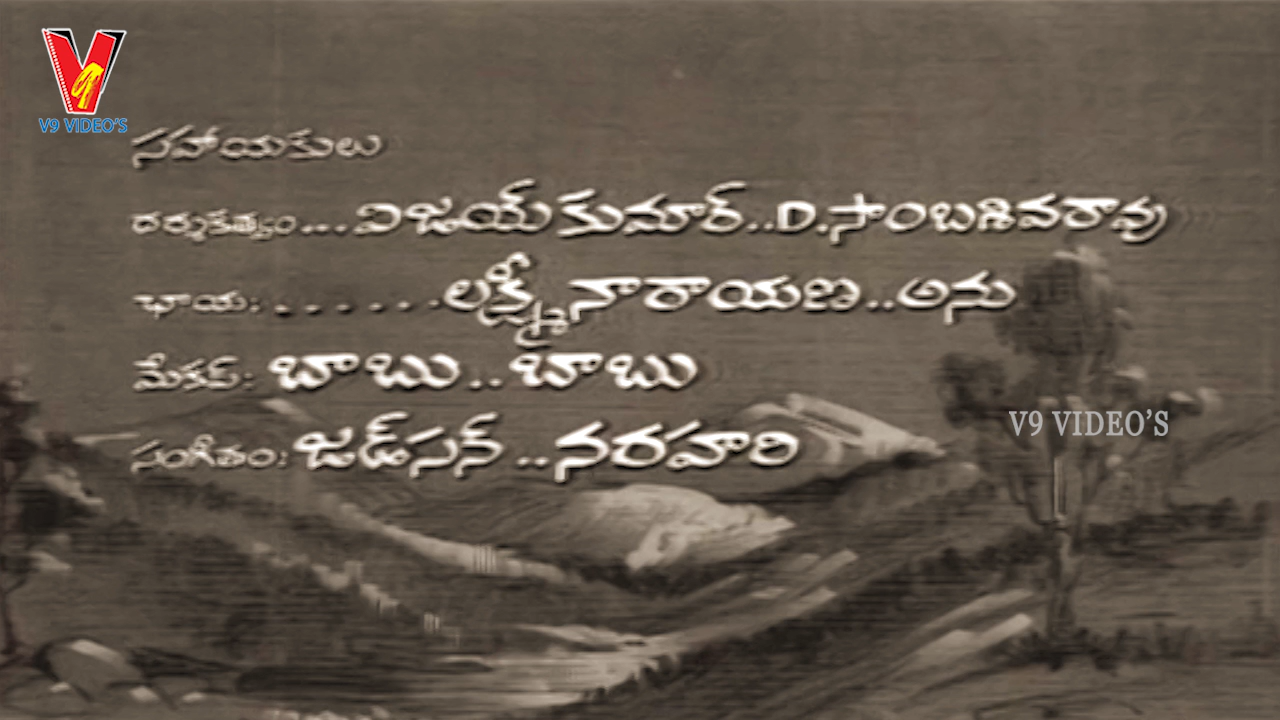 V9 VIDEO'S
సహాయకులు
దర్శకత్వం...విజయ్ కుమార్..D.సాంబశివరావు
ఛాయ:......లక్ష్మీనారాయణ..అను
మేకప్: బాబు..బాబు
V9 VIDEO'S
సంగీతం: జడ్సన్..నరహరి